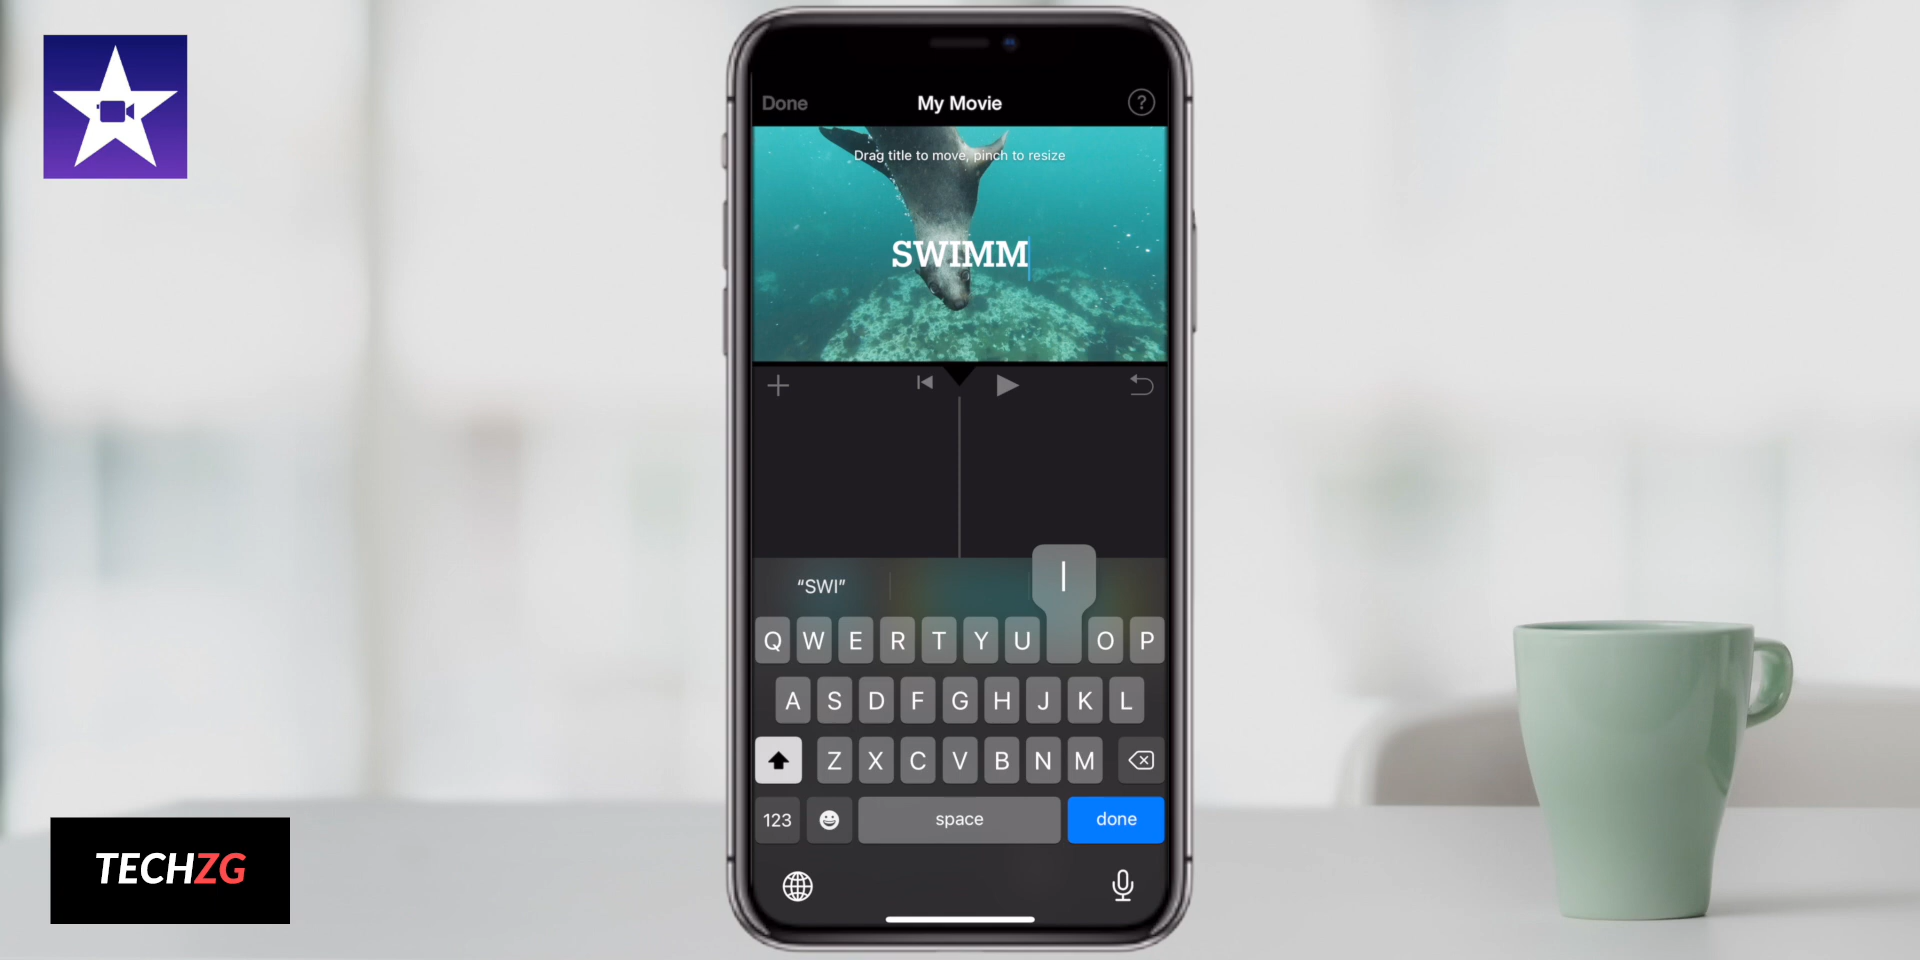 Done My Movie ?
Drag title to move, pinch to resize
SWIMM
“SWI”
I
Q W E R T Y U O P
A S D F G H J K L
Z X C V B N M
123 space done
TECHZG